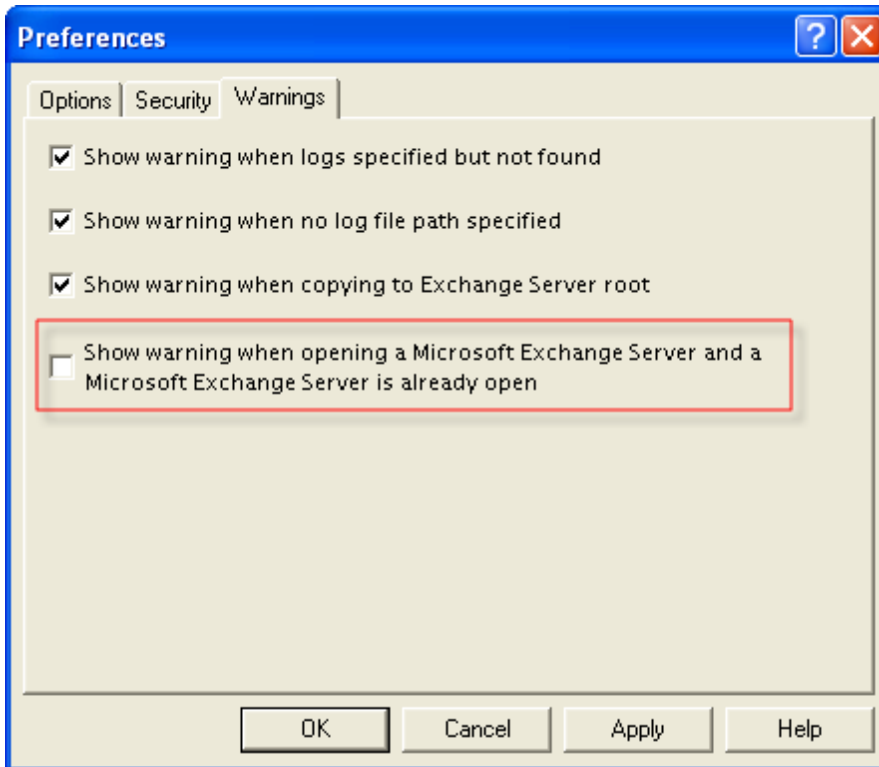 Preferences
Options Security Warnings
Show warning when logs specified but not found
Show warning when no log file path specified
Show warning when copying to Exchange Server root
Show warning when opening a Microsoft Exchange Server and a
Microsoft Exchange Server is already open
OK Cancel Apply Help